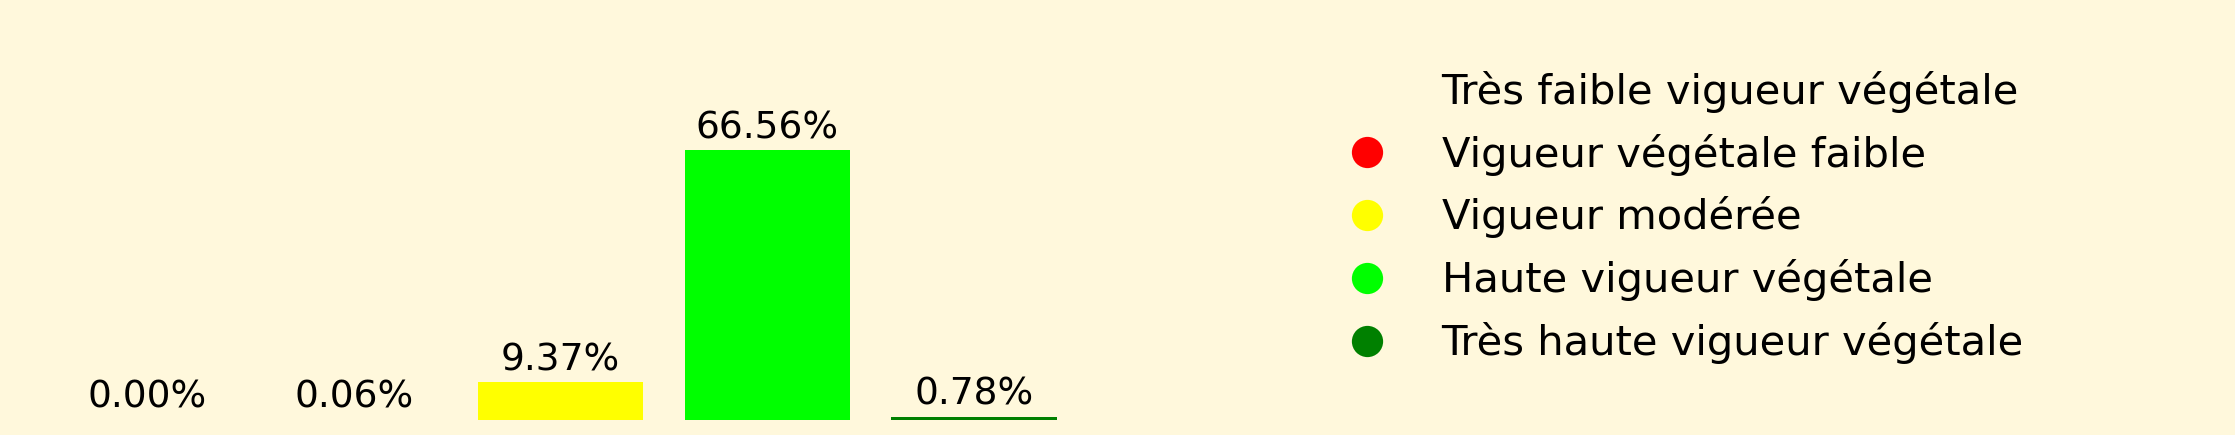 0.00%
0.06%
9.37%
66.56%
0.78%
Très faible vigueur végétale
Vigueur végétale faible
Vigueur modérée
Haute vigueur végétale
Très haute vigueur végétale